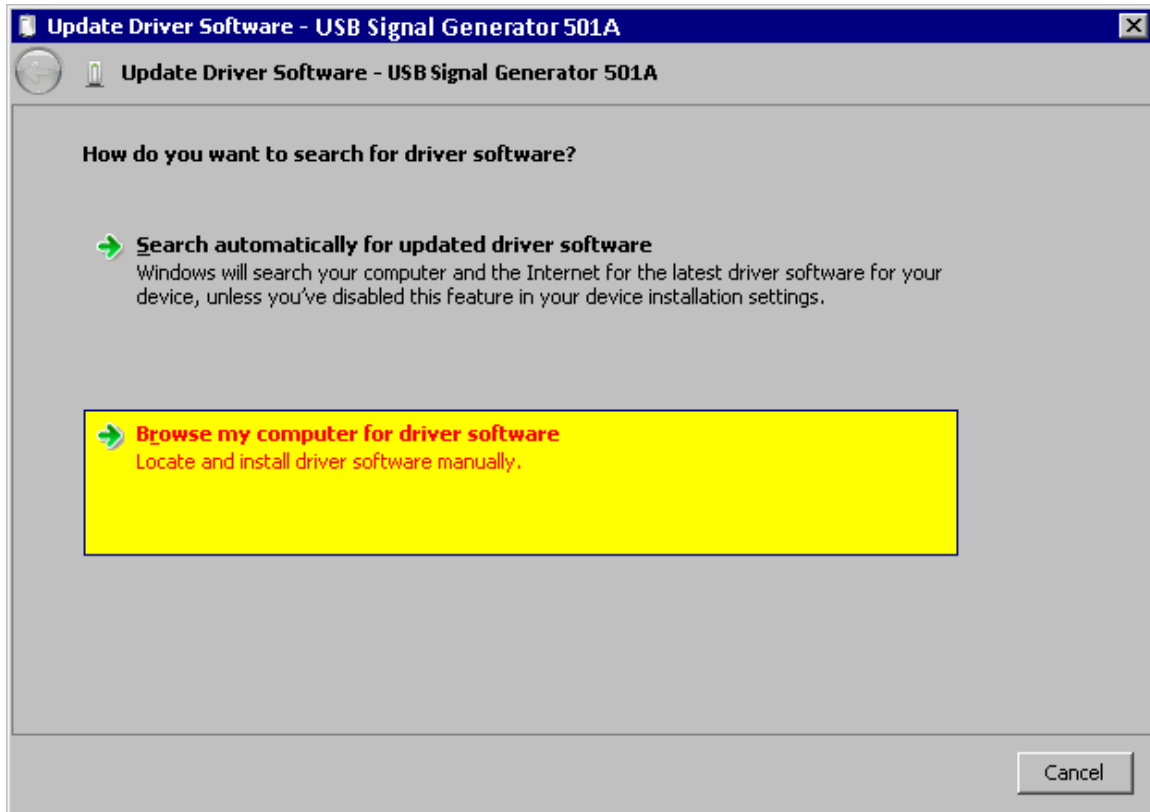 Update Driver Software - USB Signal Generator 501A
Update Driver Software - USB Signal Generator 501A
How do you want to search for driver software?
Search automatically for updated driver software
Windows will search your computer and the Internet for the latest driver software for your
device, unless you've disabled this feature in your device installation settings.
Browse my computer for driver software
Locate and install driver software manually.
Cancel